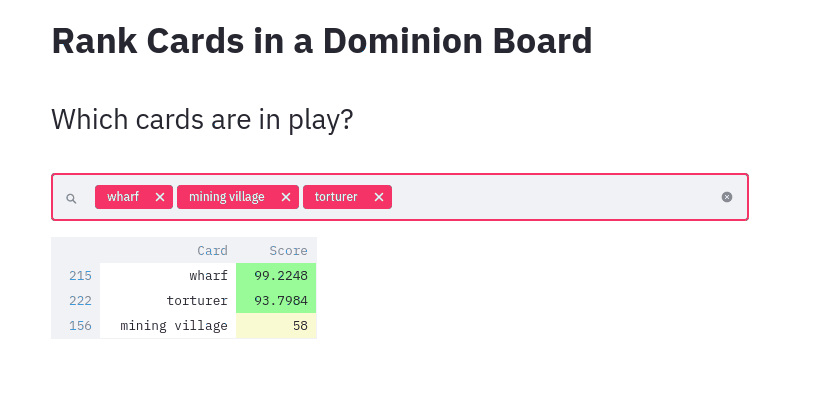 Rank Cards in a Dominion Board
Which cards are in play?
wharf mining village torturer
Card Score
215 wharf 99.2248
222 torturer 93.7984
156 mining village 58